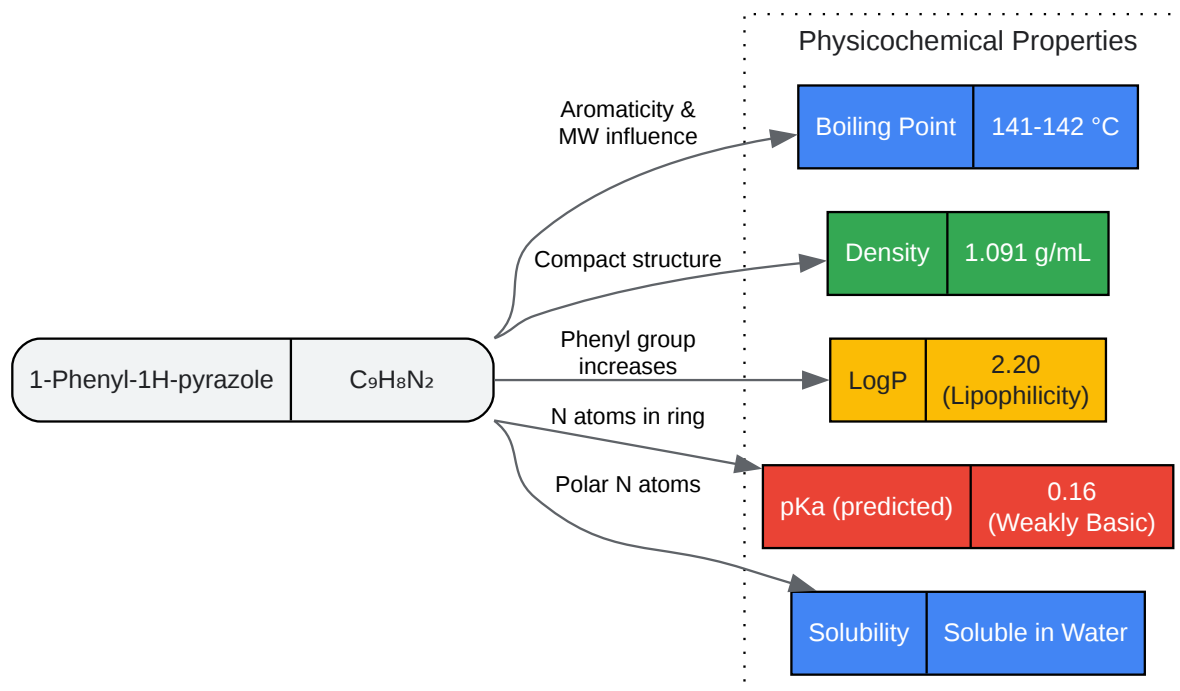 Physicochemical Properties
Aromaticity &
MW influence
Boiling Point
141-142 °C
Compact structure
Density
1.091 g/mL
1-Phenyl-1H-pyrazole
C₉H₈N₂
Phenyl group
increases
LogP
2.20
(Lipophilicity)
N atoms in ring
pKa (predicted)
0.16
(Weakly Basic)
Polar N atoms
Solubility
Soluble in Water